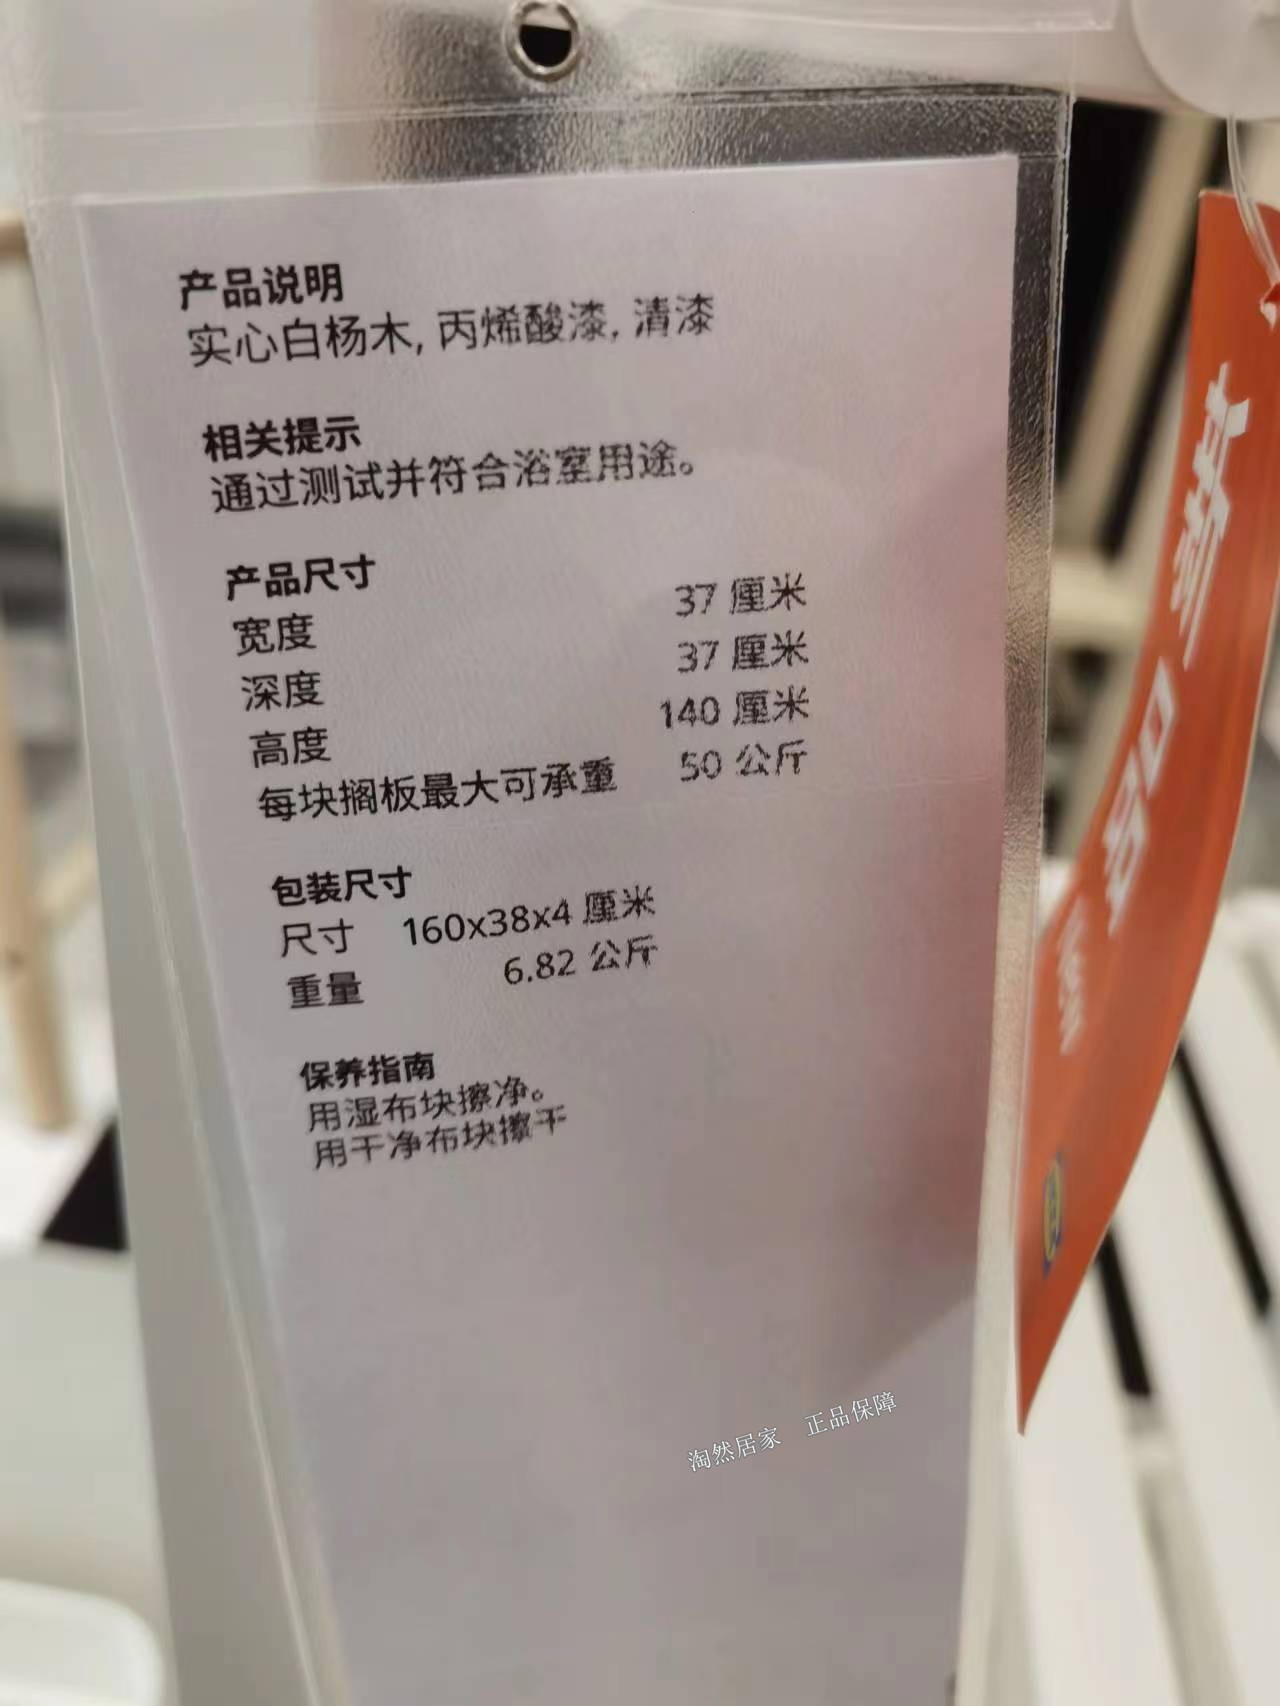 产品说明
实心白杨木, 丙烯酸漆, 清漆
相关提示
通过测试并符合浴室用途。
产品尺寸
宽度 37 厘米
深度 37 厘米
高度 140 厘米
每块搁板最大可承重 50 公斤
包装尺寸
尺寸 160x38x4 厘米
重量 6.82 公斤
保养指南
用湿布块擦净。
用干净布块擦干
新品
淘然居家 正品保障